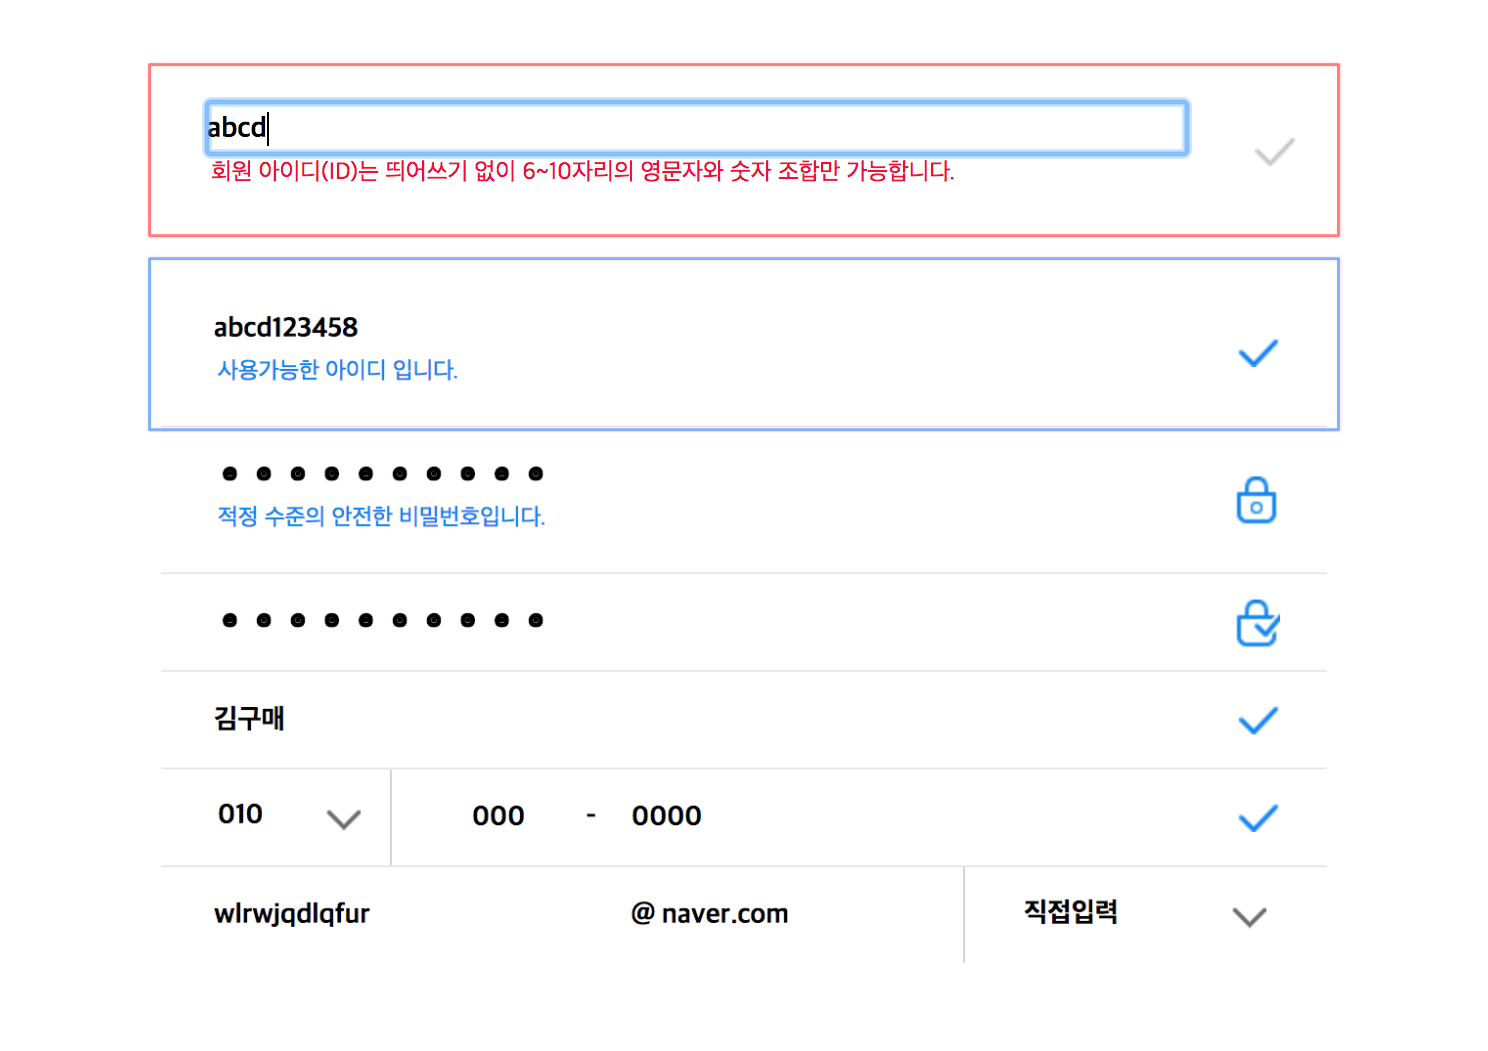 abcd
회원 아이디(ID)는 띄어쓰기 없이 6~10자리의 영문자와 숫자 조합만 가능합니다.
abcd123458
사용가능한 아이디 입니다.
적정 수준의 안전한 비밀번호입니다.
김구매
010 000 - 0000
wlrwjqdlqfur @ naver.com 직접입력